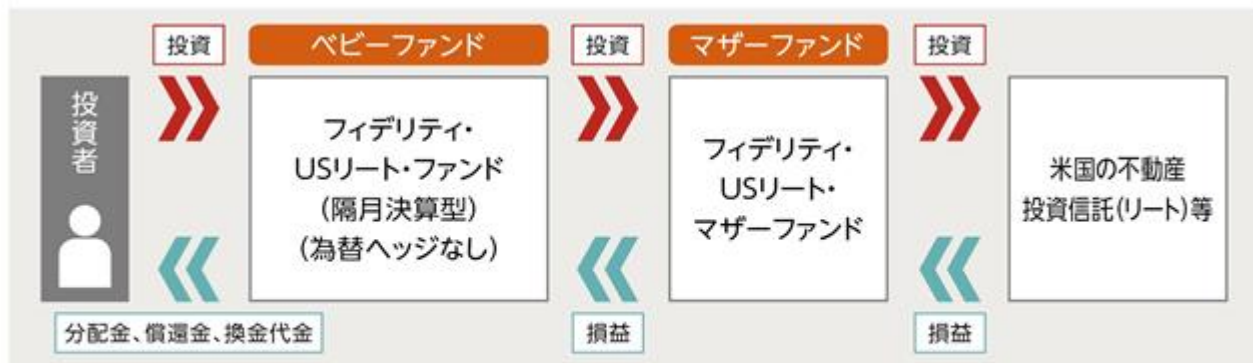 投資
ベビーファンド
投資
マザーファンド
投資
投資者
フィデリティ・
USリート・ファンド
(隔月決算型)
(為替ヘッジなし)
フィデリティ・
USリート・
マザーファンド
米国の不動産
投資信託(リート)等
分配金、償還金、換金代金
損益
損益